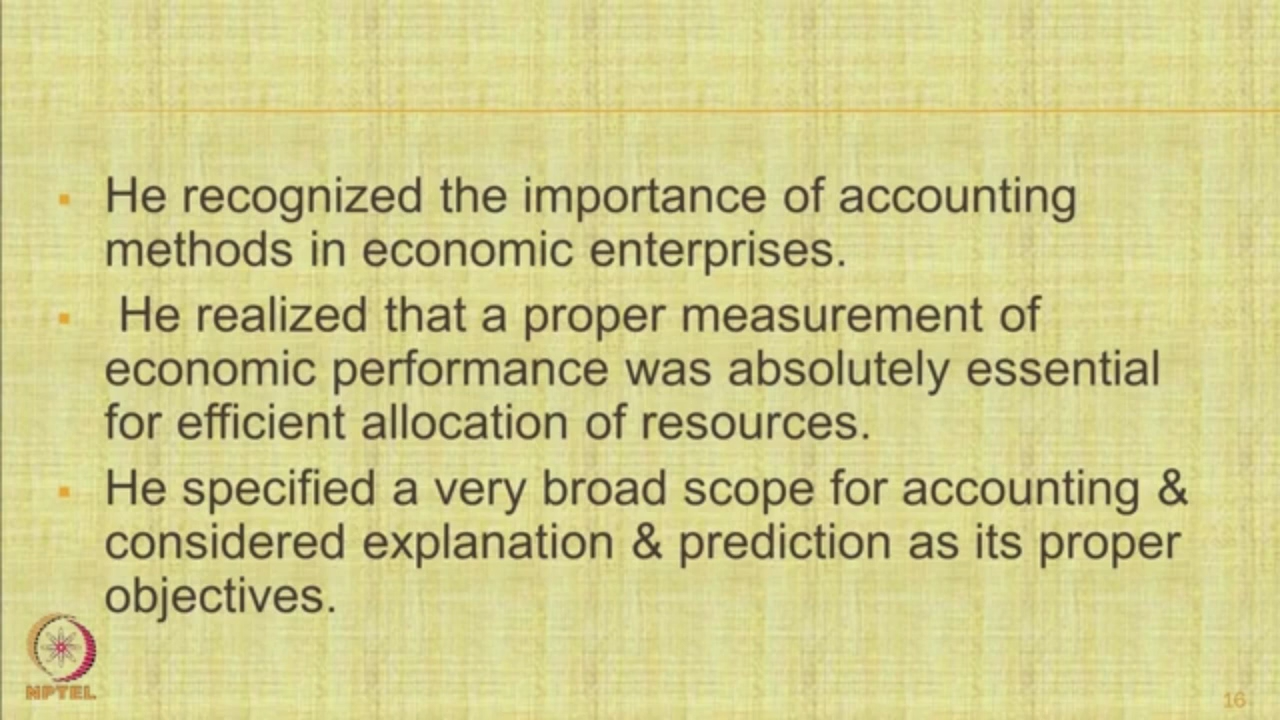 ▪ He recognized the importance of accounting
methods in economic enterprises.
▪ He realized that a proper measurement of
economic performance was absolutely essential
for efficient allocation of resources.
▪ He specified a very broad scope for accounting &
considered explanation & prediction as its proper
objectives.
NPTEL
16